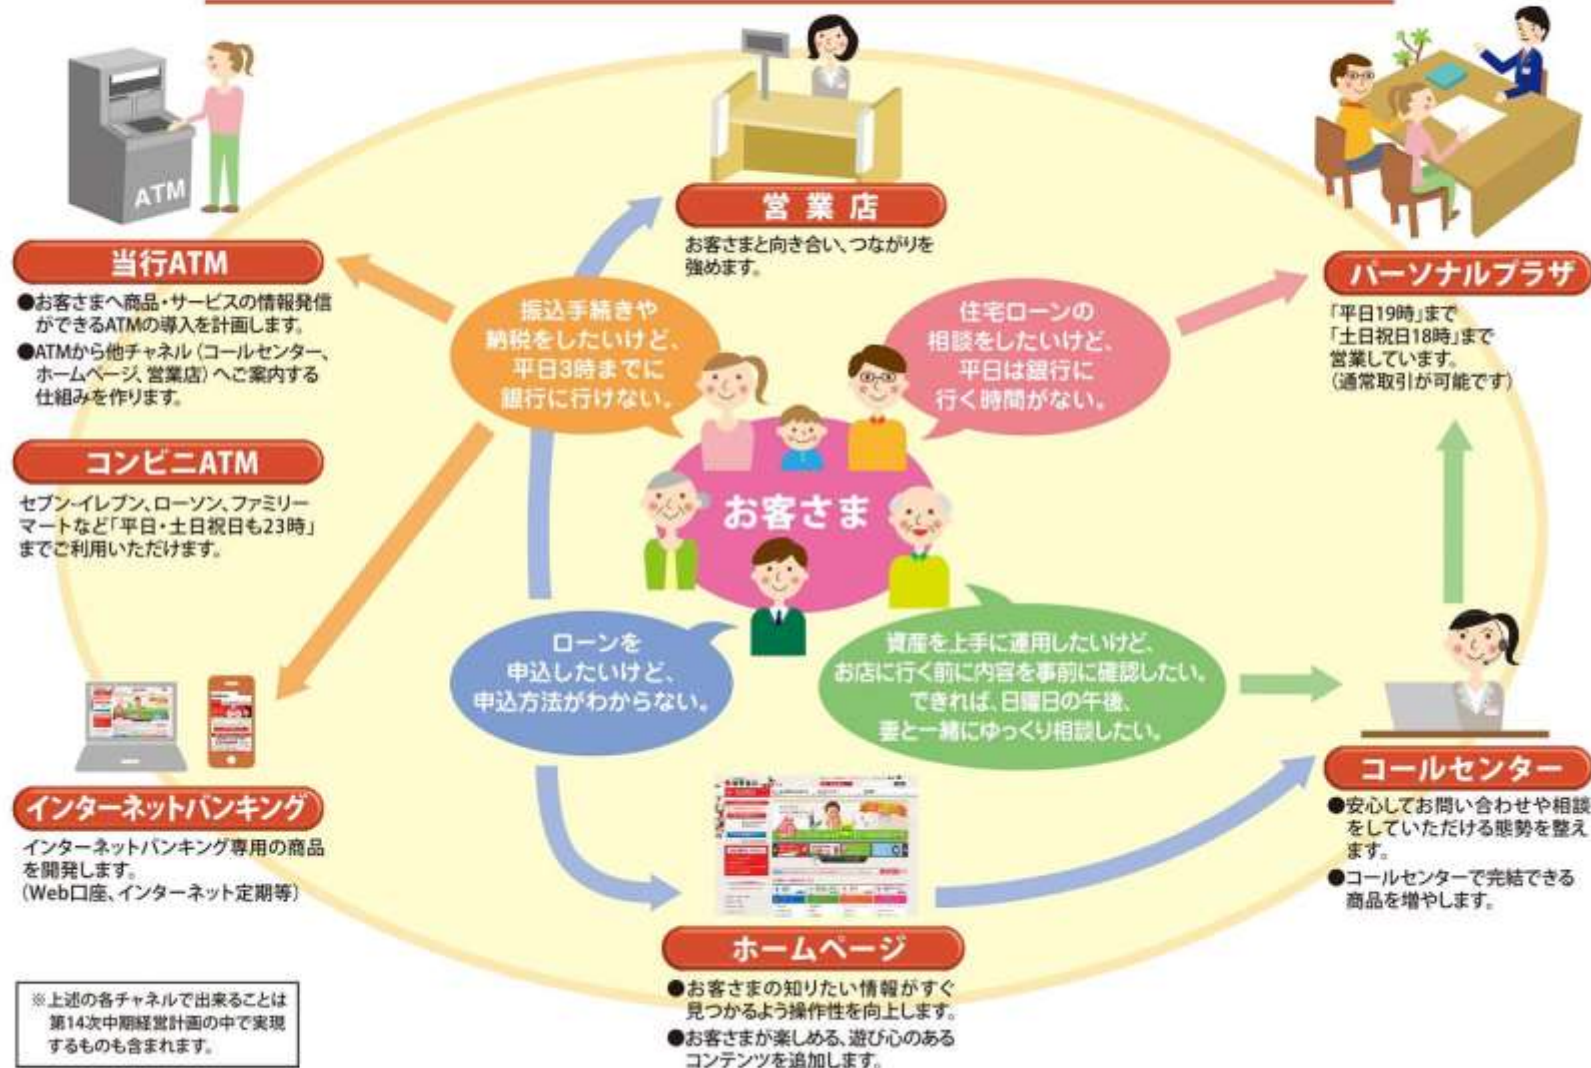 ATM
当行ATM
●お客さまへ商品・サービスの情報発信
ができるATMの導入を計画します。
●ATMから他チャネル（コールセンター、
ホームページ、営業店）へご案内する
仕組みを作ります。
コンビニATM
セブン-イレブン、ローソン、ファミリー
マートなど「平日・土日祝日も23時」
までご利用いただけます。
インターネットバンキング
インターネットバンキング専用の商品
を開発します。
（Web口座、インターネット定期等）
※上述の各チャネルで出来ることは
第14次中期経営計画の中で実現
するものも含まれます。
営業店
お客さまと向き合い、つながりを
強めます。
振込手続きや
納税をしたいけど、
平日3時までに
銀行に行けない。
住宅ローンの
相談をしたいけど、
平日は銀行に
行く時間がない。
お客さま
ローンを
申込したいけど、
申込方法がわからない。
資産を上手に運用したいけど、
お店に行く前に内容を事前に確認したい。
できれば、日曜日の午後、
妻と一緒にゆっくり相談したい。
ホームページ
●お客さまの知りたい情報がすぐ
見つかるよう操作性を向上します。
●お客さまが楽しめる、遊び心のある
コンテンツを追加します。
パーソナルプラザ
「平日19時」まで
「土日祝日18時」まで
営業しています。
（通常取引が可能です）
コールセンター
●安心してお問い合わせや相談
をしていただける態勢を整え
ます。
●コールセンターで完結できる
商品を増やします。